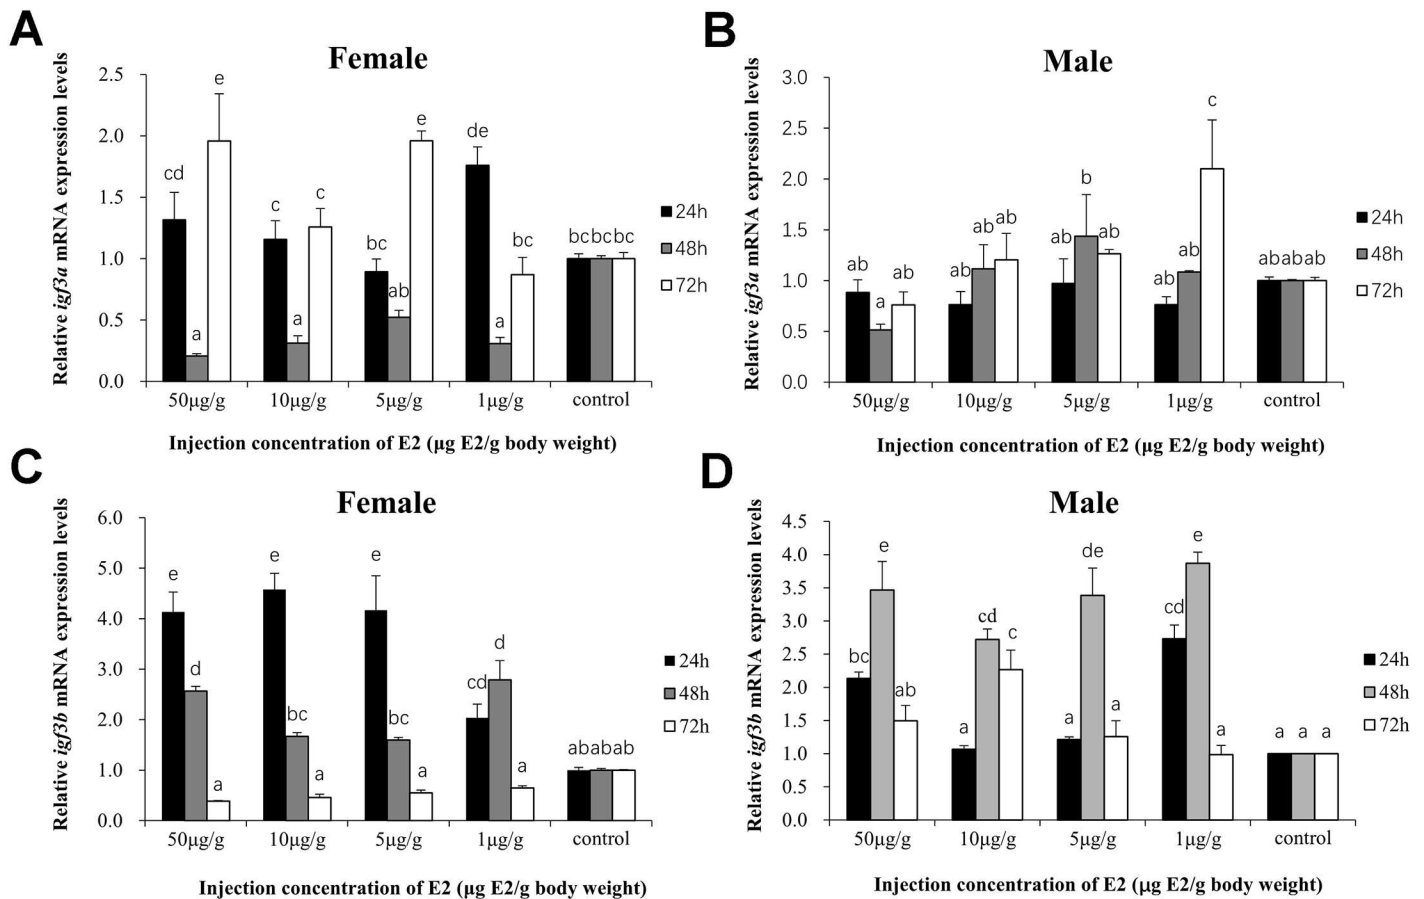 A
Female
Relative igf3a mRNA expression levels
2.5
2.0
1.5
1.0
0.5
0.0
cd
a
e
c
a
c
bc
ab
e
de
a
bc
bcbcbc
24h
48h
72h
50μg/g
10μg/g
5μg/g
1μg/g
control
Injection concentration of E2 (μg E2/g body weight)
B
Male
Relative igf3a mRNA expression levels
3.0
2.5
2.0
1.5
1.0
0.5
0.0
ab
a
ab
ab
ab
ab
ab
b
ab
ab
ab
c
ababab
24h
48h
72h
50μg/g
10μg/g
5μg/g
1μg/g
control
Injection concentration of E2 (μg E2/g body weight)
C
Female
Relative igf3b mRNA expression levels
6.0
5.0
4.0
3.0
2.0
1.0
0.0
e
d
a
e
bc
a
e
bc
a
cd
d
a
ababab
24h
48h
72h
50μg/g
10μg/g
5μg/g
1μg/g
control
Injection concentration of E2 (μg E2/g body weight)
D
Male
Relative igf3b mRNA expression levels
4.5
4.0
3.5
3.0
2.5
2.0
1.5
1.0
0.5
0.0
bc
e
ab
a
cd
c
a
de
a
cd
e
a
a a a
24h
48h
72h
50μg/g
10μg/g
5μg/g
1μg/g
control
Injection concentration of E2 (μg E2/g body weight)